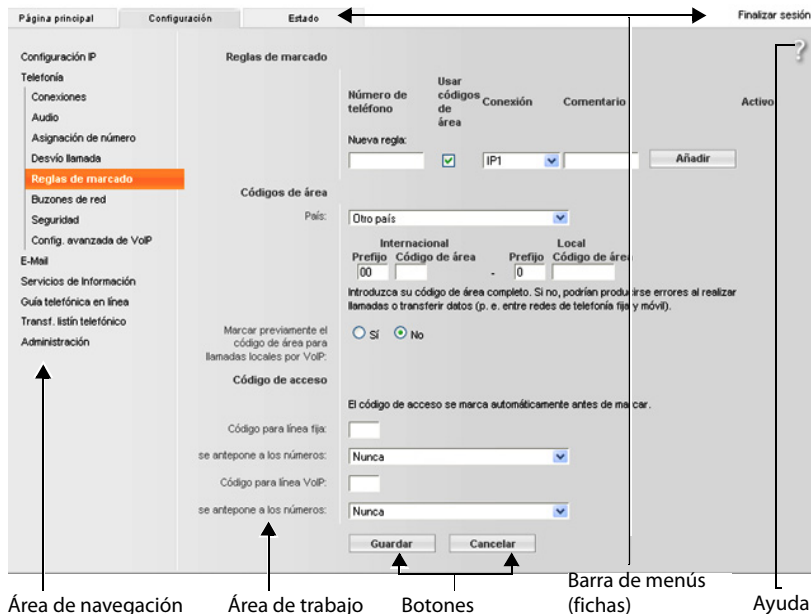 Página principal
Configuración
Estado
Finalizar sesión
?
Configuración IP
Telefonía
Conexiones
Audio
Asignación de número
Desvío llamada
Reglas de marcado
Buzones de red
Seguridad
Config. avanzada de VoIP
E-Mail
Servicios de Información
Guía telefónica en línea
Transf. listín telefónico
Administración
Reglas de marcado
Número de teléfono
Usar códigos de área
Conexión
Comentario
Activo
Nueva regla:
IP1
Añadir
Códigos de área
País:
Otro país
Internacional
Local
Prefijo Código de área
Prefijo Código de área
00
-
0
Introduzca su código de área completo. Si no, podrían producirse errores al realizar
llamadas o transferir datos (p. e. entre redes de telefonía fija y móvil).
Marcar previamente el
código de área para
llamadas locales por VoIP:
Sí
No
Código de acceso
El código de acceso se marca automáticamente antes de marcar.
Código para línea fija:
se antepone a los números:
Nunca
Código para línea VoIP:
se antepone a los números:
Nunca
Guardar
Cancelar
Área de navegación
Área de trabajo
Botones
Barra de menús
(fichas)
Ayuda